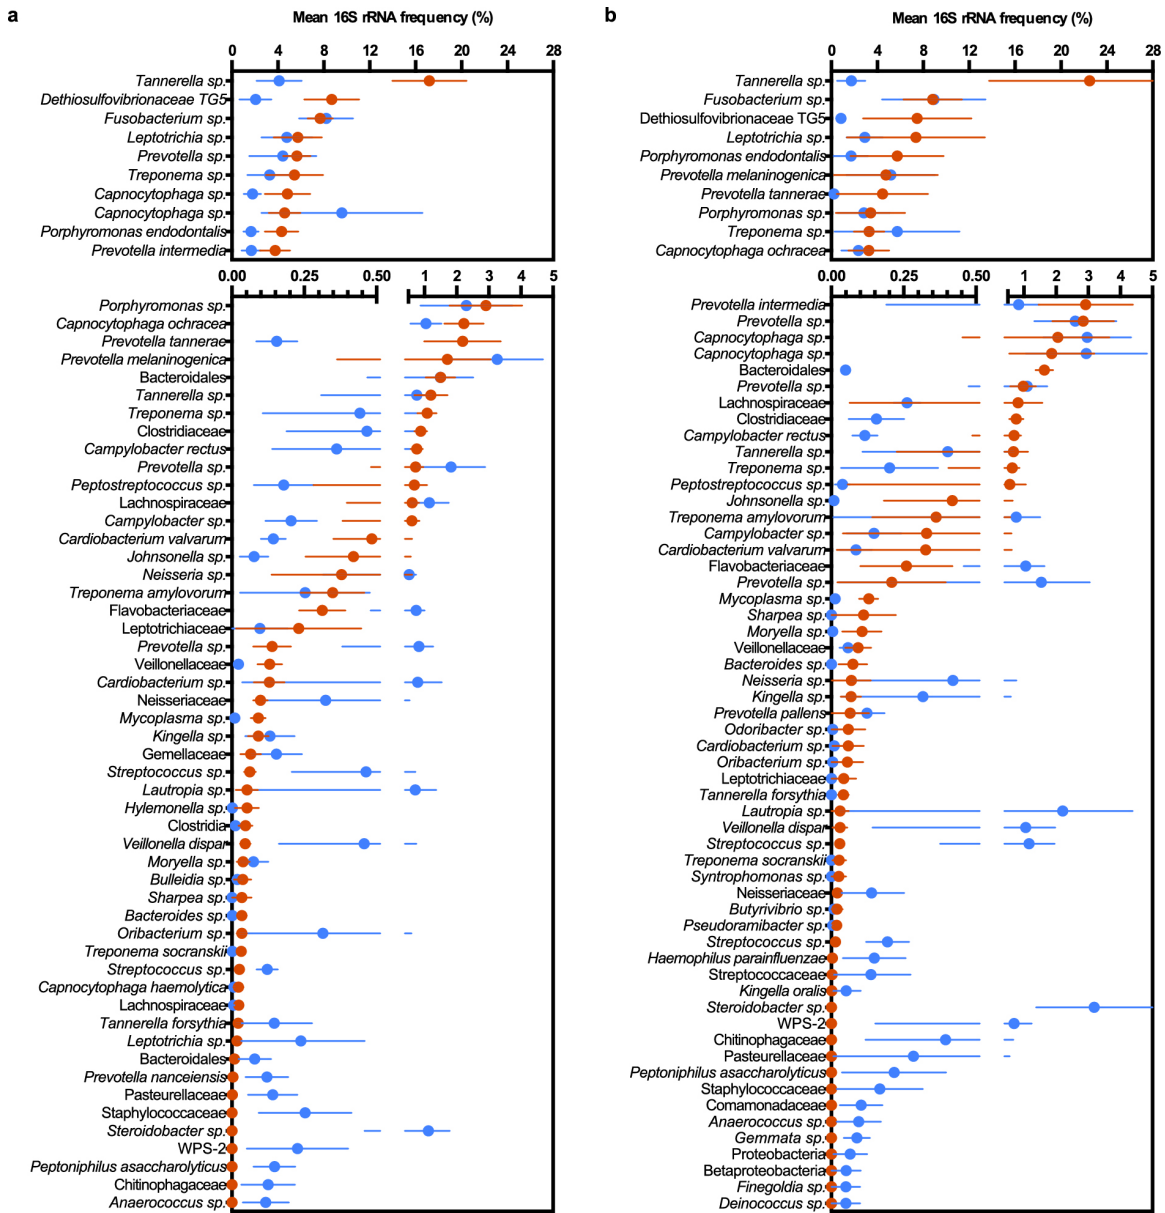 a
Mean 16S rRNA frequency (%)
0 4 8 12 16 20 24 28
Tannerella sp.
Dethiosulfovibrionaceae TG5
Fusobacterium sp.
Leptotrichia sp.
Prevotella sp.
Treponema sp.
Capnocytophaga sp.
Capnocytophaga sp.
Porphyromonas endodontalis
Prevotella intermedia
0.00 0.25 0.50 1 2 3 4 5
Porphyromonas sp.
Capnocytophaga ochracea
Prevotella tannerae
Prevotella melaninogenica
Bacteroidales
Tannerella sp.
Treponema sp.
Clostridiaceae
Campylobacter rectus
Prevotella sp.
Peptostreptococcus sp.
Lachnospiraceae
Campylobacter sp.
Cardiobacterium valvarum
Johnsonella sp.
Neisseria sp.
Treponema amylovorum
Flavobacteriaceae
Leptotrichiaceae
Prevotella sp.
Veillonellaceae
Cardiobacterium sp.
Neisseriaceae
Mycoplasma sp.
Kingella sp.
Gemellaceae
Streptococcus sp.
Lautropia sp.
Hylemonella sp.
Clostridia
Veillonella dispar
Moryella sp.
Bulleidia sp.
Sharpea sp.
Bacteroides sp.
Oribacterium sp.
Treponema socranskii
Streptococcus sp.
Capnocytophaga haemolytica
Lachnospiraceae
Tannerella forsythia
Leptotrichia sp.
Bacteroidales
Prevotella nanceiensis
Pasteurellaceae
Staphylococcaceae
Steroidobacter sp.
WPS-2
Peptoniphilus asaccharolyticus
Chitinophagaceae
Anaerococcus sp.
b
Mean 16S rRNA frequency (%)
0 4 8 12 16 20 24 28
Tannerella sp.
Fusobacterium sp.
Dethiosulfovibrionaceae TG5
Leptotrichia sp.
Porphyromonas endodontalis
Prevotella melaninogenica
Prevotella tannerae
Porphyromonas sp.
Treponema sp.
Capnocytophaga ochracea
0.00 0.25 0.50 1 2 3 4 5
Prevotella intermedia
Prevotella sp.
Capnocytophaga sp.
Capnocytophaga sp.
Bacteroidales
Prevotella sp.
Lachnospiraceae
Clostridiaceae
Campylobacter rectus
Tannerella sp.
Treponema sp.
Peptostreptococcus sp.
Johnsonella sp.
Treponema amylovorum
Campylobacter sp.
Cardiobacterium valvarum
Flavobacteriaceae
Prevotella sp.
Mycoplasma sp.
Sharpea sp.
Moryella sp.
Veillonellaceae
Bacteroides sp.
Neisseria sp.
Kingella sp.
Prevotella pallens
Odoribacter sp.
Cardiobacterium sp.
Oribacterium sp.
Leptotrichiaceae
Tannerella forsythia
Lautropia sp.
Veillonella dispar
Streptococcus sp.
Treponema socranskii
Syntrophomonas sp.
Neisseriaceae
Butyrivibrio sp.
Pseudoramibacter sp.
Streptococcus sp.
Haemophilus parainfluenzae
Streptococcaceae
Kingella oralis
Steroidobacter sp.
WPS-2
Chitinophagaceae
Pasteurellaceae
Peptoniphilus asaccharolyticus
Staphylococcaceae
Comamonadaceae
Anaerococcus sp.
Gemmata sp.
Proteobacteria
Betaproteobacteria
Finegoldia sp.
Deinococcus sp.